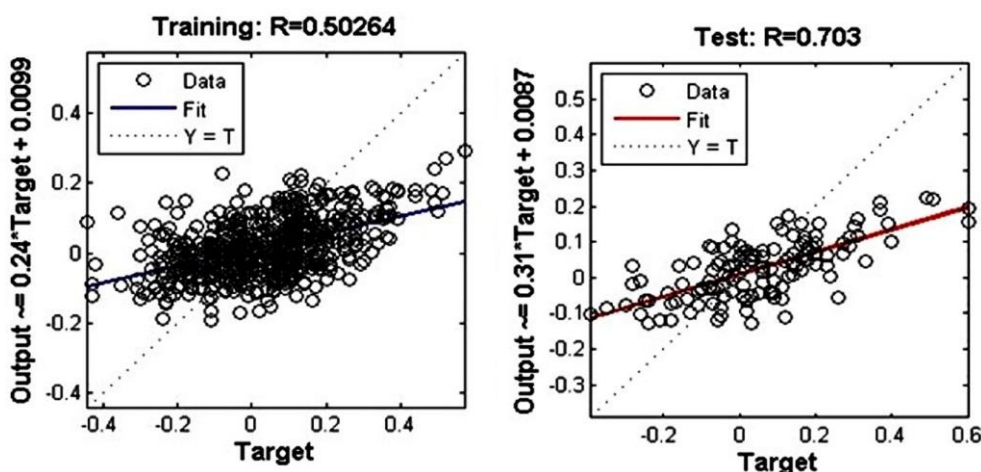 Training: R=0.50264
Output ~= 0.24*Target + 0.0099
Data
Fit
Y = T
0.4
0.2
0
-0.2
-0.4
-0.4 -0.2 0 0.2 0.4
Target
Test: R=0.703
Output ~= 0.31*Target + 0.0087
Data
Fit
Y = T
0.5
0.4
0.3
0.2
0.1
0
-0.1
-0.2
-0.3
-0.2 0 0.2 0.4 0.6
Target